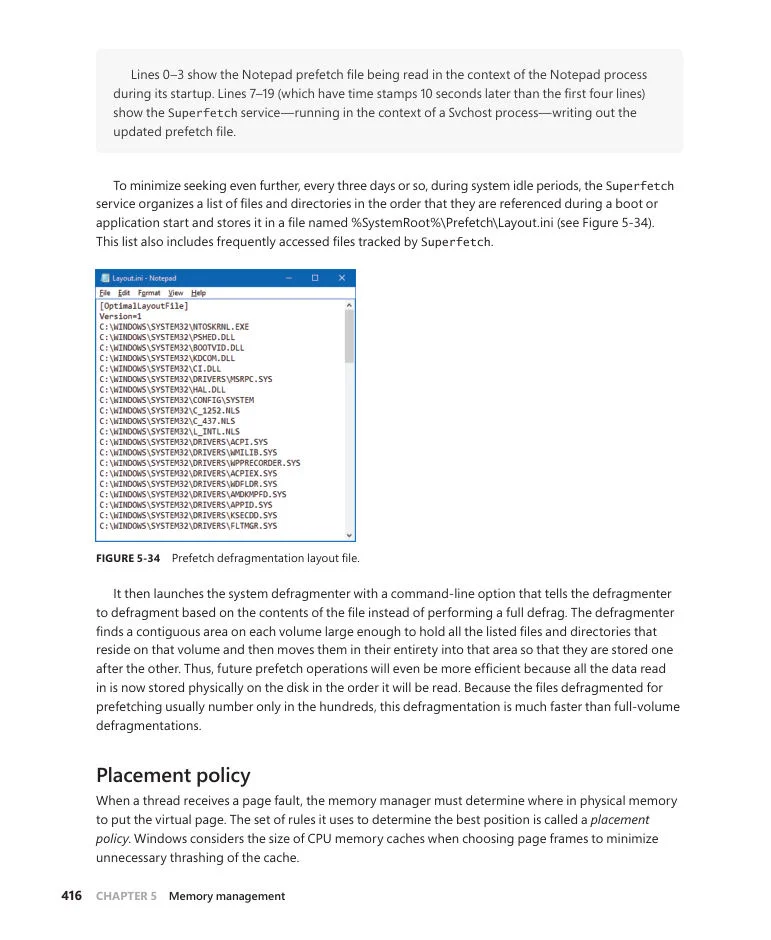 Lines 0–3 show the Notepad prefetch file being read in the context of the Notepad process
during its startup. Lines 7–19 (which have time stamps 10 seconds later than the first four lines)
show the Superfetch service—running in the context of a Svchost process—writing out the
updated prefetch file.
To minimize seeking even further, every three days or so, during system idle periods, the Superfetch
service organizes a list of files and directories in the order that they are referenced during a boot or
application start and stores it in a file named %SystemRoot%\Prefetch\Layout.ini (see Figure 5-34).
This list also includes frequently accessed files tracked by Superfetch.
Layout.ini - Notepad
File Edit Format View Help
[OptimalLayoutFile]
Version=1
C:\WINDOWS\SYSTEM32\NTOSKRNL.EXE
C:\WINDOWS\SYSTEM32\PSHED.DLL
C:\WINDOWS\SYSTEM32\BOOTVID.DLL
C:\WINDOWS\SYSTEM32\KDCOM.DLL
C:\WINDOWS\SYSTEM32\CI.DLL
C:\WINDOWS\SYSTEM32\DRIVERS\MSRPC.SYS
C:\WINDOWS\SYSTEM32\HAL.DLL
C:\WINDOWS\SYSTEM32\CONFIG\SYSTEM
C:\WINDOWS\SYSTEM32\C_1252.NLS
C:\WINDOWS\SYSTEM32\C_437.NLS
C:\WINDOWS\SYSTEM32\L_INTL.NLS
C:\WINDOWS\SYSTEM32\DRIVERS\ACPI.SYS
C:\WINDOWS\SYSTEM32\DRIVERS\WMILIB.SYS
C:\WINDOWS\SYSTEM32\DRIVERS\WPPRECORDER.SYS
C:\WINDOWS\SYSTEM32\DRIVERS\ACPIEX.SYS
C:\WINDOWS\SYSTEM32\DRIVERS\WDFLDR.SYS
C:\WINDOWS\SYSTEM32\DRIVERS\AMDKMPFD.SYS
C:\WINDOWS\SYSTEM32\DRIVERS\APPID.SYS
C:\WINDOWS\SYSTEM32\DRIVERS\KSECDD.SYS
C:\WINDOWS\SYSTEM32\DRIVERS\FLTMGR.SYS
FIGURE 5-34 Prefetch defragmentation layout file.
It then launches the system defragmenter with a command-line option that tells the defragmenter
to defragment based on the contents of the file instead of performing a full defrag. The defragmenter
finds a contiguous area on each volume large enough to hold all the listed files and directories that
reside on that volume and then moves them in their entirety into that area so that they are stored one
after the other. Thus, future prefetch operations will even be more efficient because all the data read
in is now stored physically on the disk in the order it will be read. Because the files defragmented for
prefetching usually number only in the hundreds, this defragmentation is much faster than full-volume
defragmentations.
Placement policy
When a thread receives a page fault, the memory manager must determine where in physical memory
to put the virtual page. The set of rules it uses to determine the best position is called a placement
policy. Windows considers the size of CPU memory caches when choosing page frames to minimize
unnecessary thrashing of the cache.
416 CHAPTER 5 Memory management